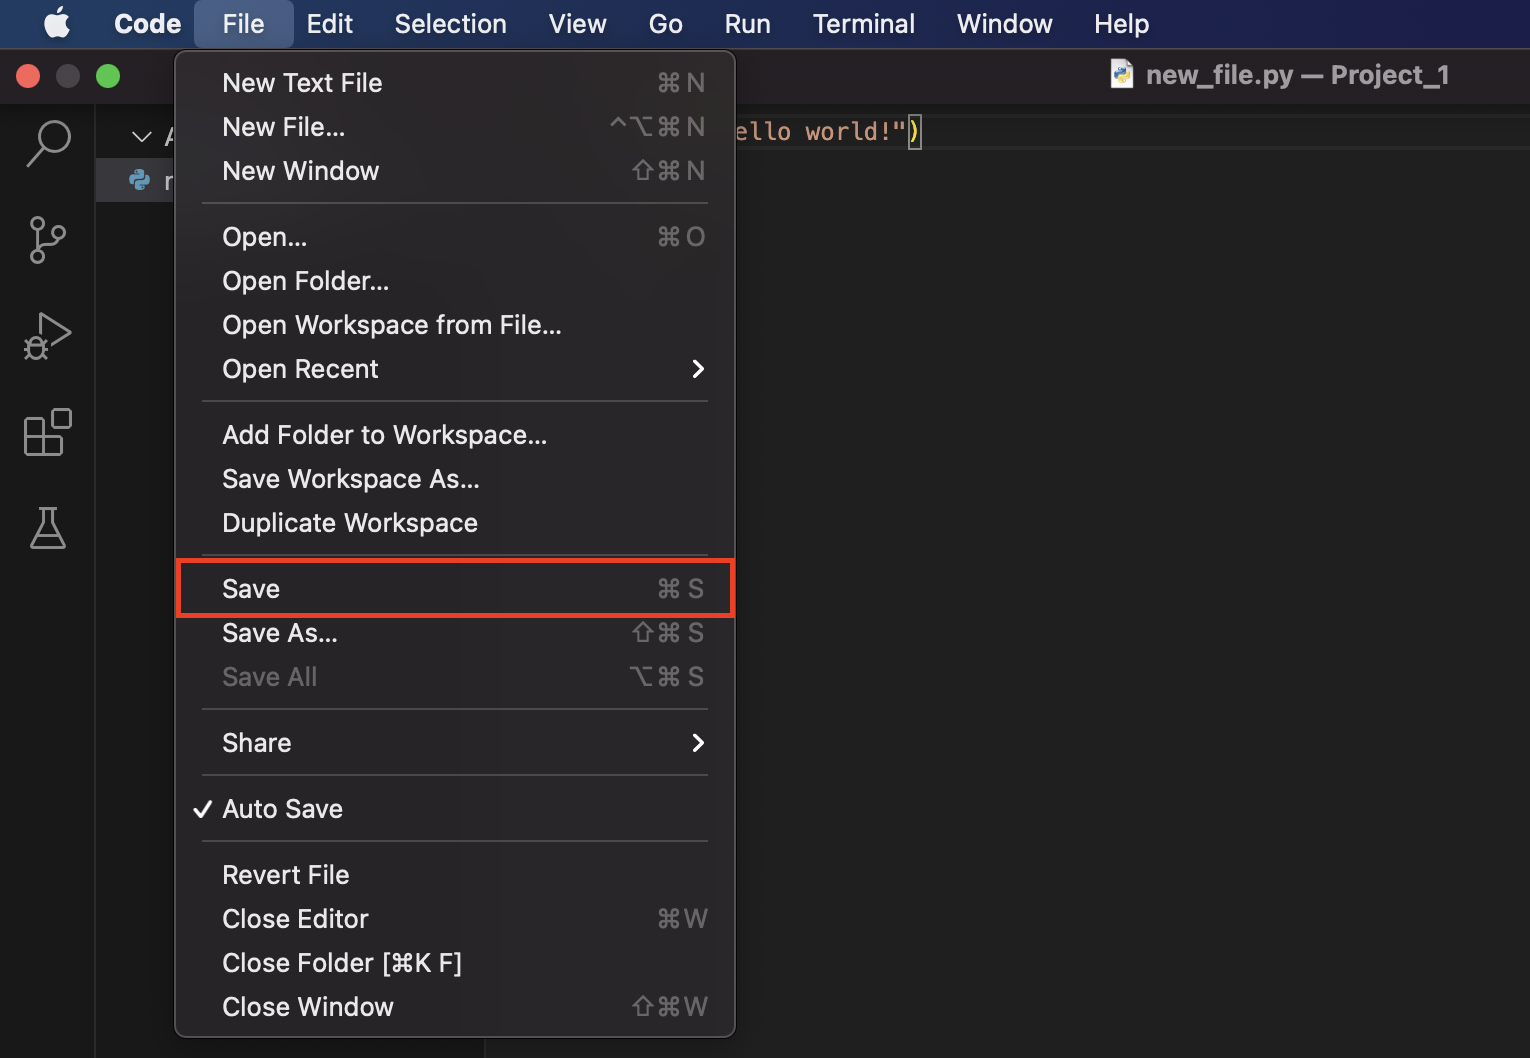 Code File Edit Selection View Go Run Terminal Window Help
new_file.py — Project_1
ello world!")
New Text File ⌘ N
New File... ⌃⌥⌘ N
New Window ⇧⌘ N
Open... ⌘ O
Open Folder...
Open Workspace from File...
Open Recent
Add Folder to Workspace...
Save Workspace As...
Duplicate Workspace
Save ⌘ S
Save As... ⇧⌘ S
Save All ⌥⌘ S
Share
✓ Auto Save
Revert File
Close Editor ⌘W
Close Folder [⌘K F]
Close Window ⇧⌘W